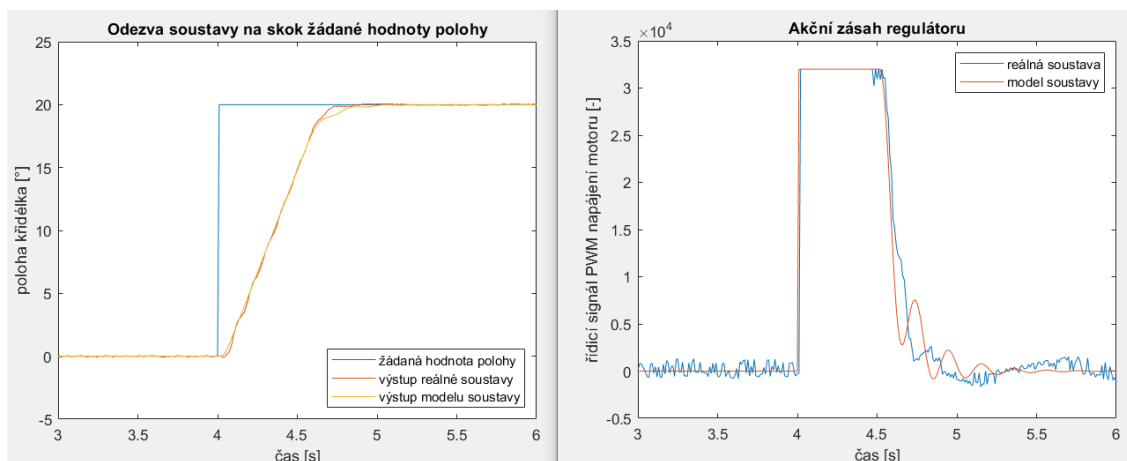 Odezva soustavy na skok žádané hodnoty polohy
25
20
15
10
5
0
-5
poloha křidélka [°]
3
3.5
4
4.5
5
5.5
6
čas [s]
žádaná hodnota polohy
výstup reálné soustavy
výstup modelu soustavy
Akční zásah regulátoru
×10⁴
3.5
3
2.5
2
1.5
1
0.5
0
-0.5
řídicí signál PWM napájení motoru [-]
3
3.5
4
4.5
5
5.5
6
čas [s]
reálná soustava
model soustavy